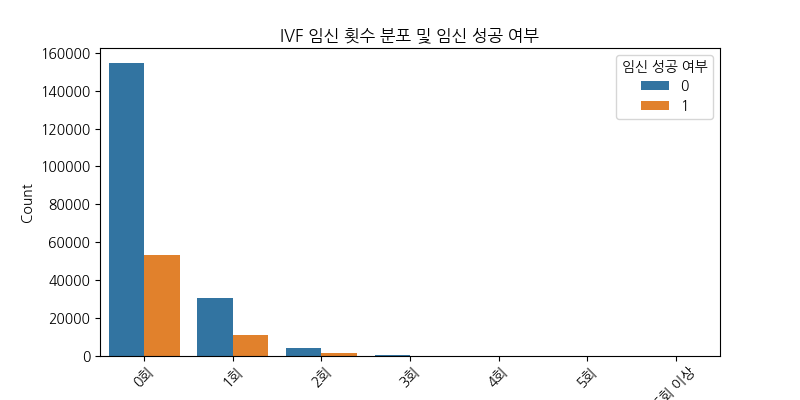 IVF 임신 횟수 분포 및 임신 성공 여부
임신 성공 여부
0
1
Count
160000
140000
120000
100000
80000
60000
40000
20000
0
0회
1회
2회
3회
4회
5회
이상